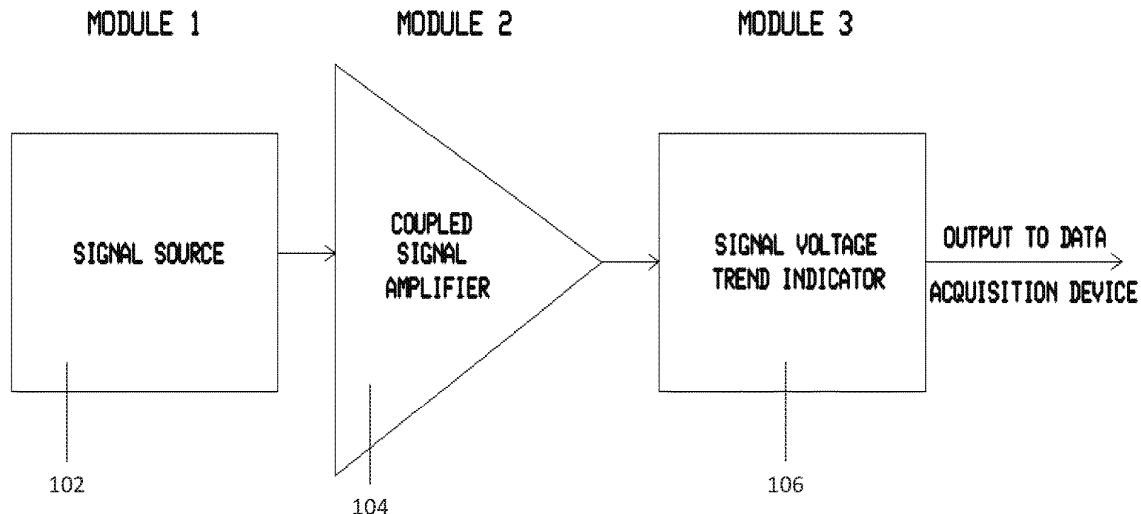 MODULE 1
MODULE 2
MODULE 3
SIGNAL SOURCE
COUPLED
SIGNAL
AMPLIFIER
SIGNAL VOLTAGE
TREND INDICATOR
OUTPUT TO DATA
ACQUISITION DEVICE
102
104
106